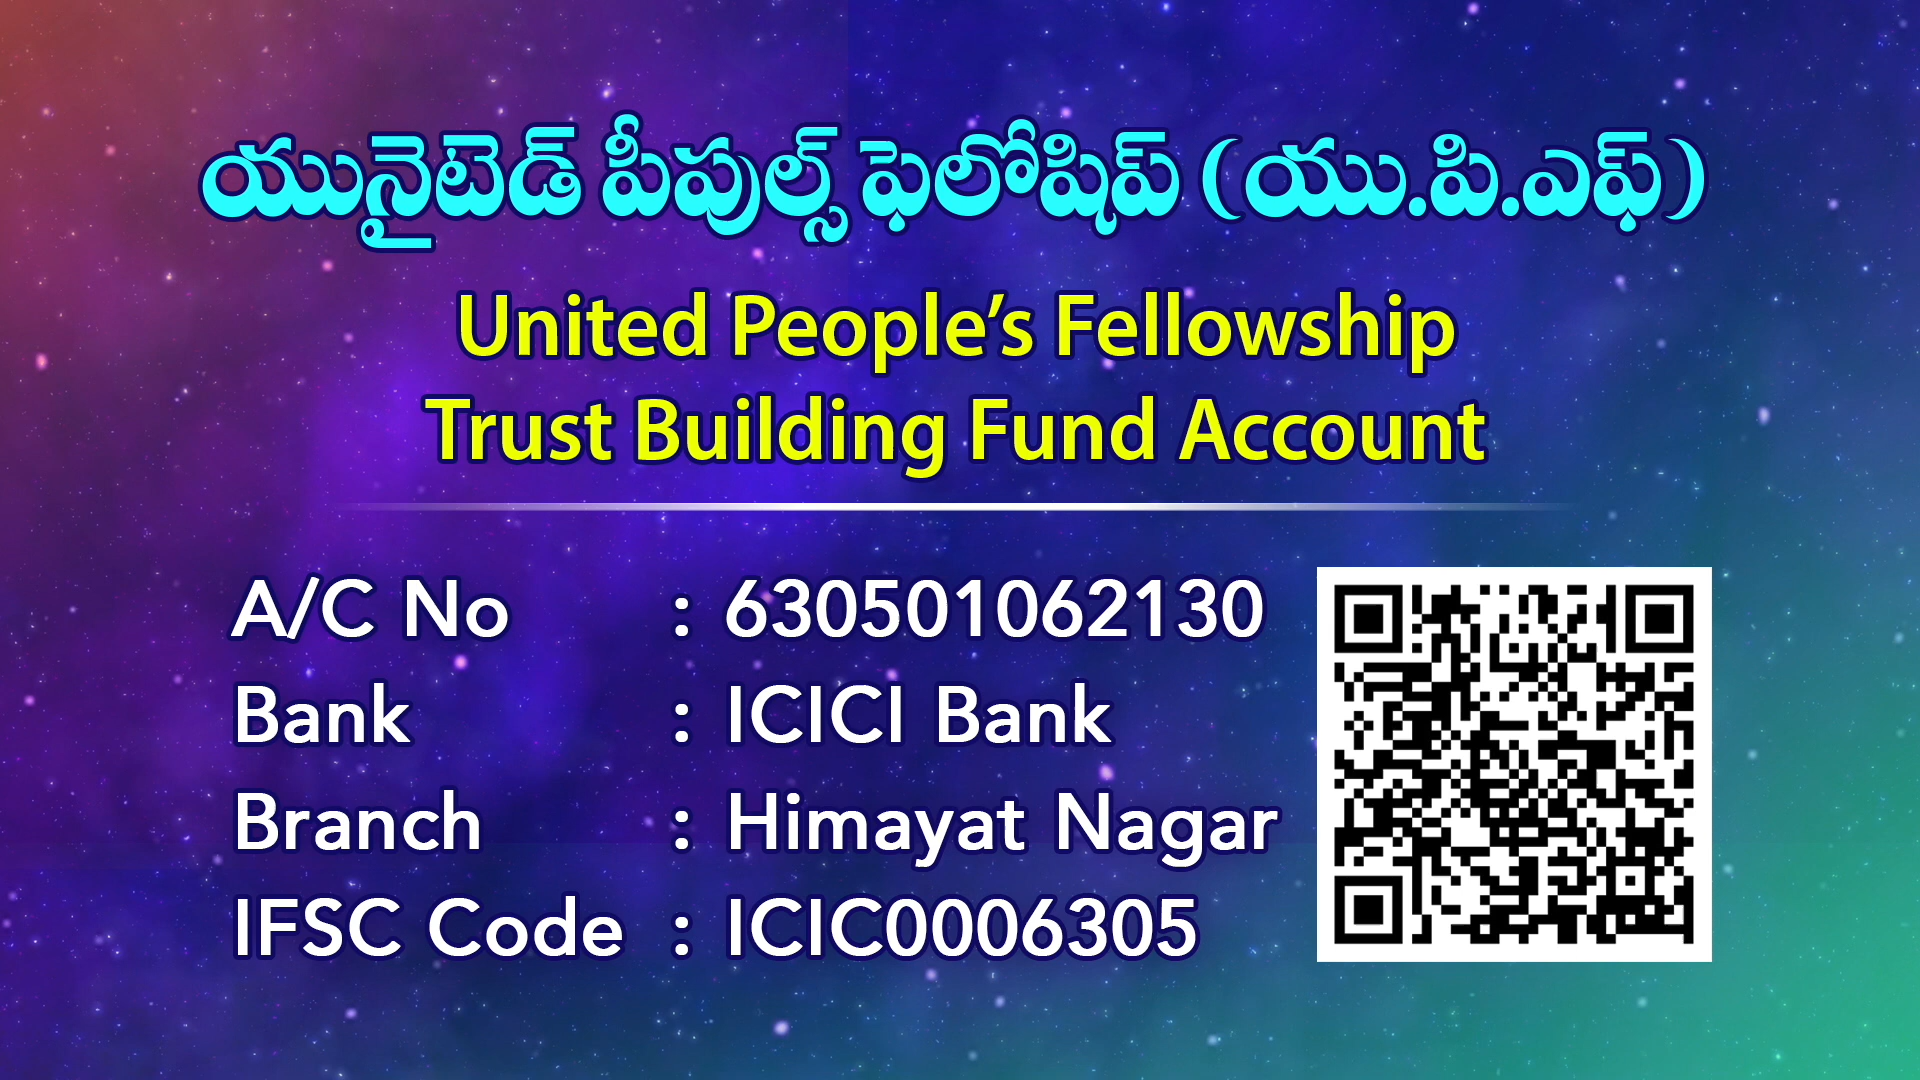 యునైటెడ్ పీపుల్స్ ఫెలోషిప్ (యు.పి.ఎఫ్)
United People’s Fellowship
Trust Building Fund Account
A/C No : 630501062130
Bank : ICICI Bank
Branch : Himayat Nagar
IFSC Code : ICIC0006305